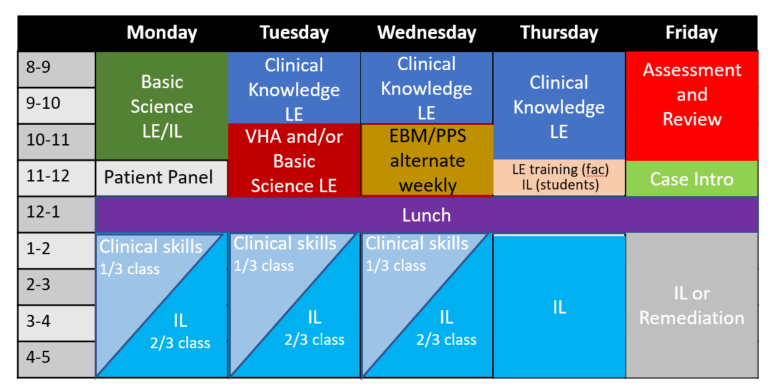 Monday Tuesday Wednesday Thursday Friday
8-9
9-10
10-11
11-12
12-1
1-2
2-3
3-4
4-5
Basic
Science
LE/IL
Patient Panel
Clinical
Knowledge
LE
VHA and/or
Basic
Science LE
Clinical
Knowledge
LE
EBM/PPS
alternate
weekly
Clinical
Knowledge
LE
LE training (fac)
IL (students)
Assessment
and
Review
Case Intro
Lunch
Clinical skills
1/3 class
IL
2/3 class
Clinical skills
1/3 class
IL
2/3 class
Clinical skills
1/3 class
IL
2/3 class
IL
IL or
Remediation